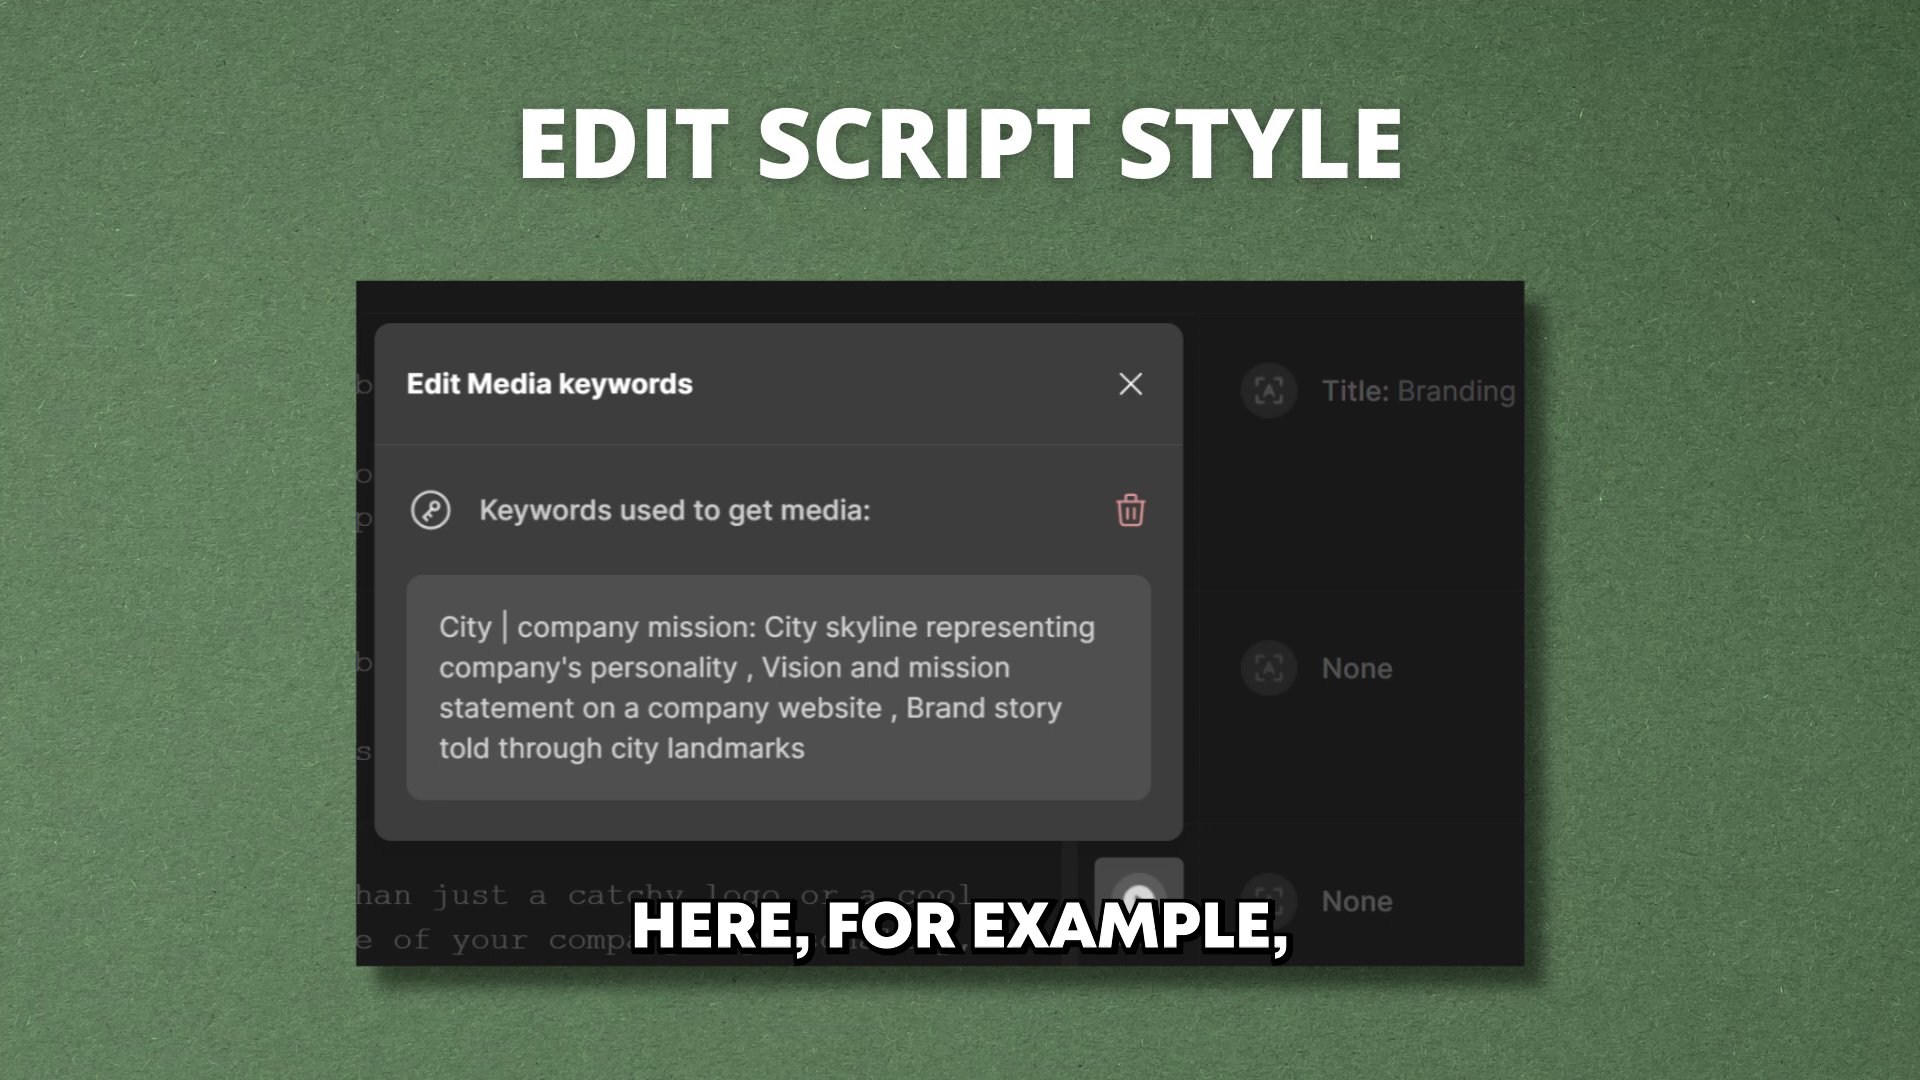 EDIT SCRIPT STYLE
Edit Media keywords
Title: Branding
Keywords used to get media:
City | company mission: City skyline representing
company's personality , Vision and mission
statement on a company website , Brand story
told through city landmarks
None
han just a catchy logo or a cool
None
e of your
HERE, FOR EXAMPLE,